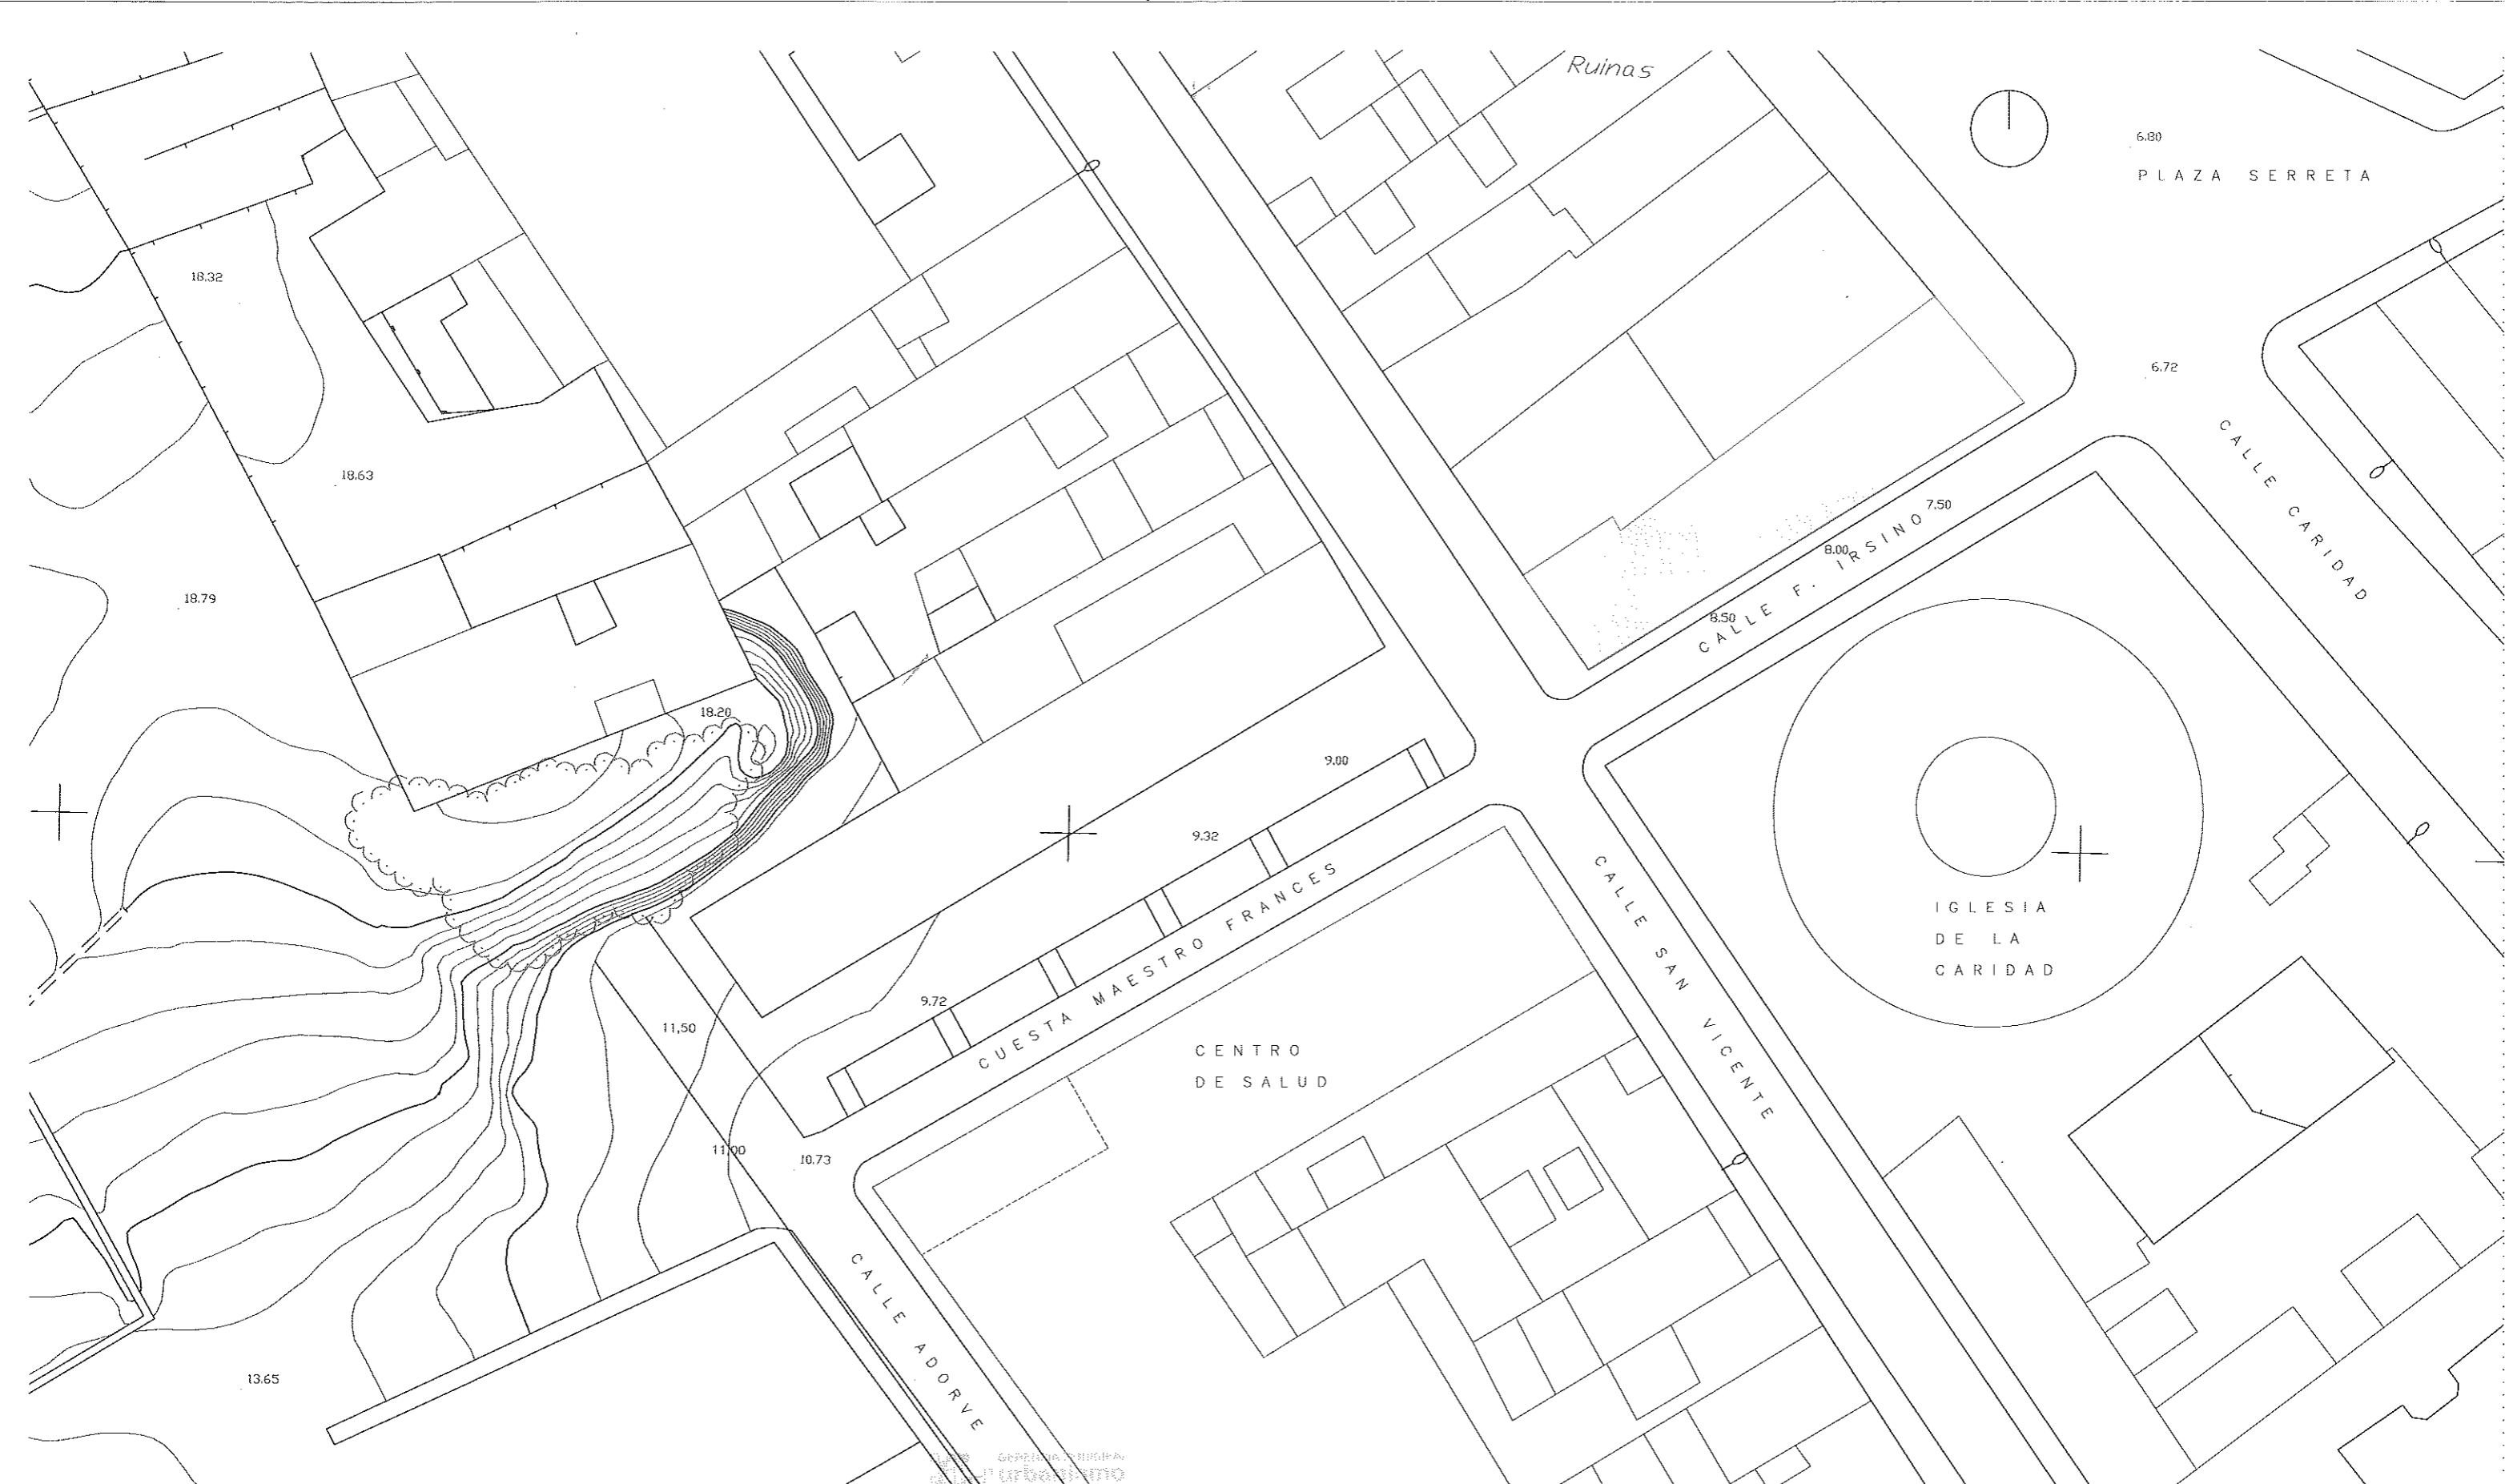 Ruinas
6.80
PLAZA SERRETA
18.32
6.72
18.63
CALLE CARIDAD
7.50
8.00
CALLE F. IRSINO
18.79
8.50
18.20
9.00
9.32
CUESTA MAESTRO FRANCES
CALLE SAN VICENTE
IGLESIA
DE LA
CARIDAD
9.72
11,50
CENTRO
DE SALUD
11,00
10.73
CALLE ADORVE
13.65
urbanismo